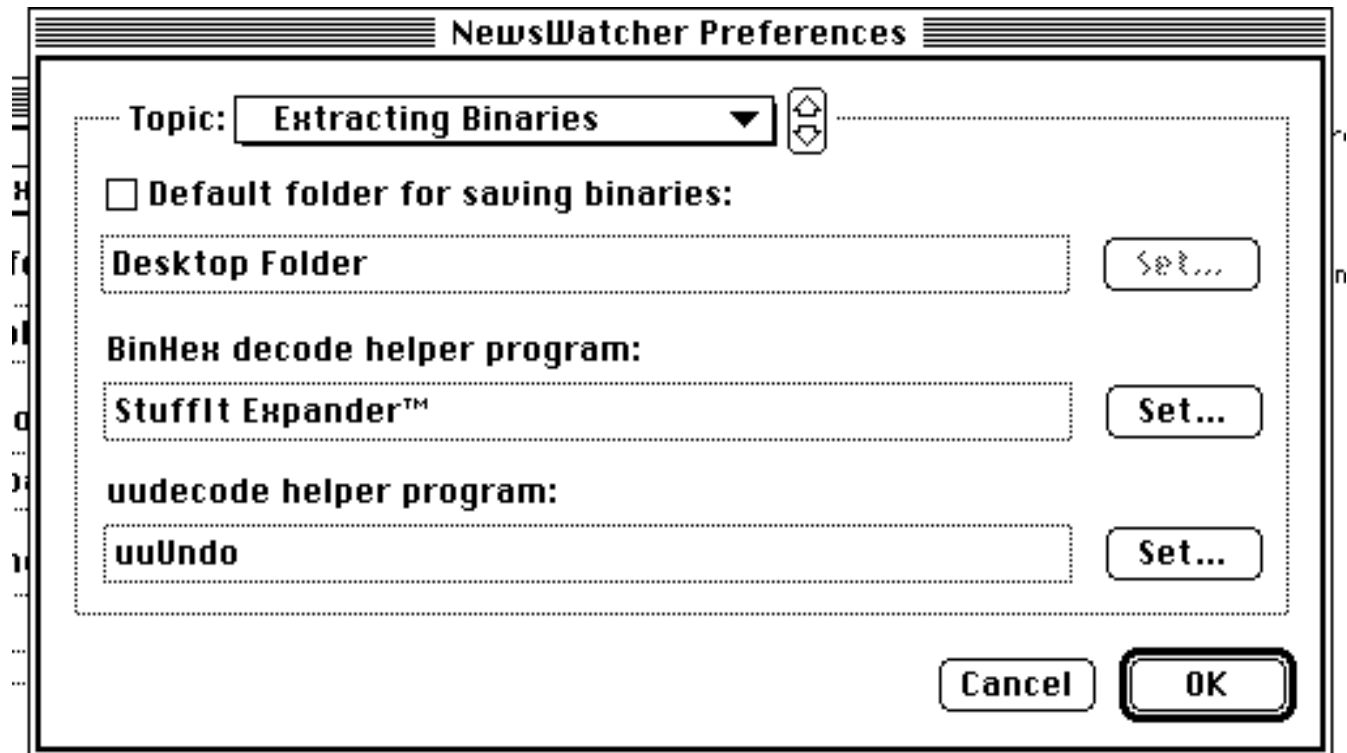 NewsWatcher Preferences
Topic: Extracting Binaries
Default folder for saving binaries:
Desktop Folder Set...
BinHex decode helper program:
StuffIt Expander™ Set...
uudecode helper program:
uuUndo Set...
Cancel OK